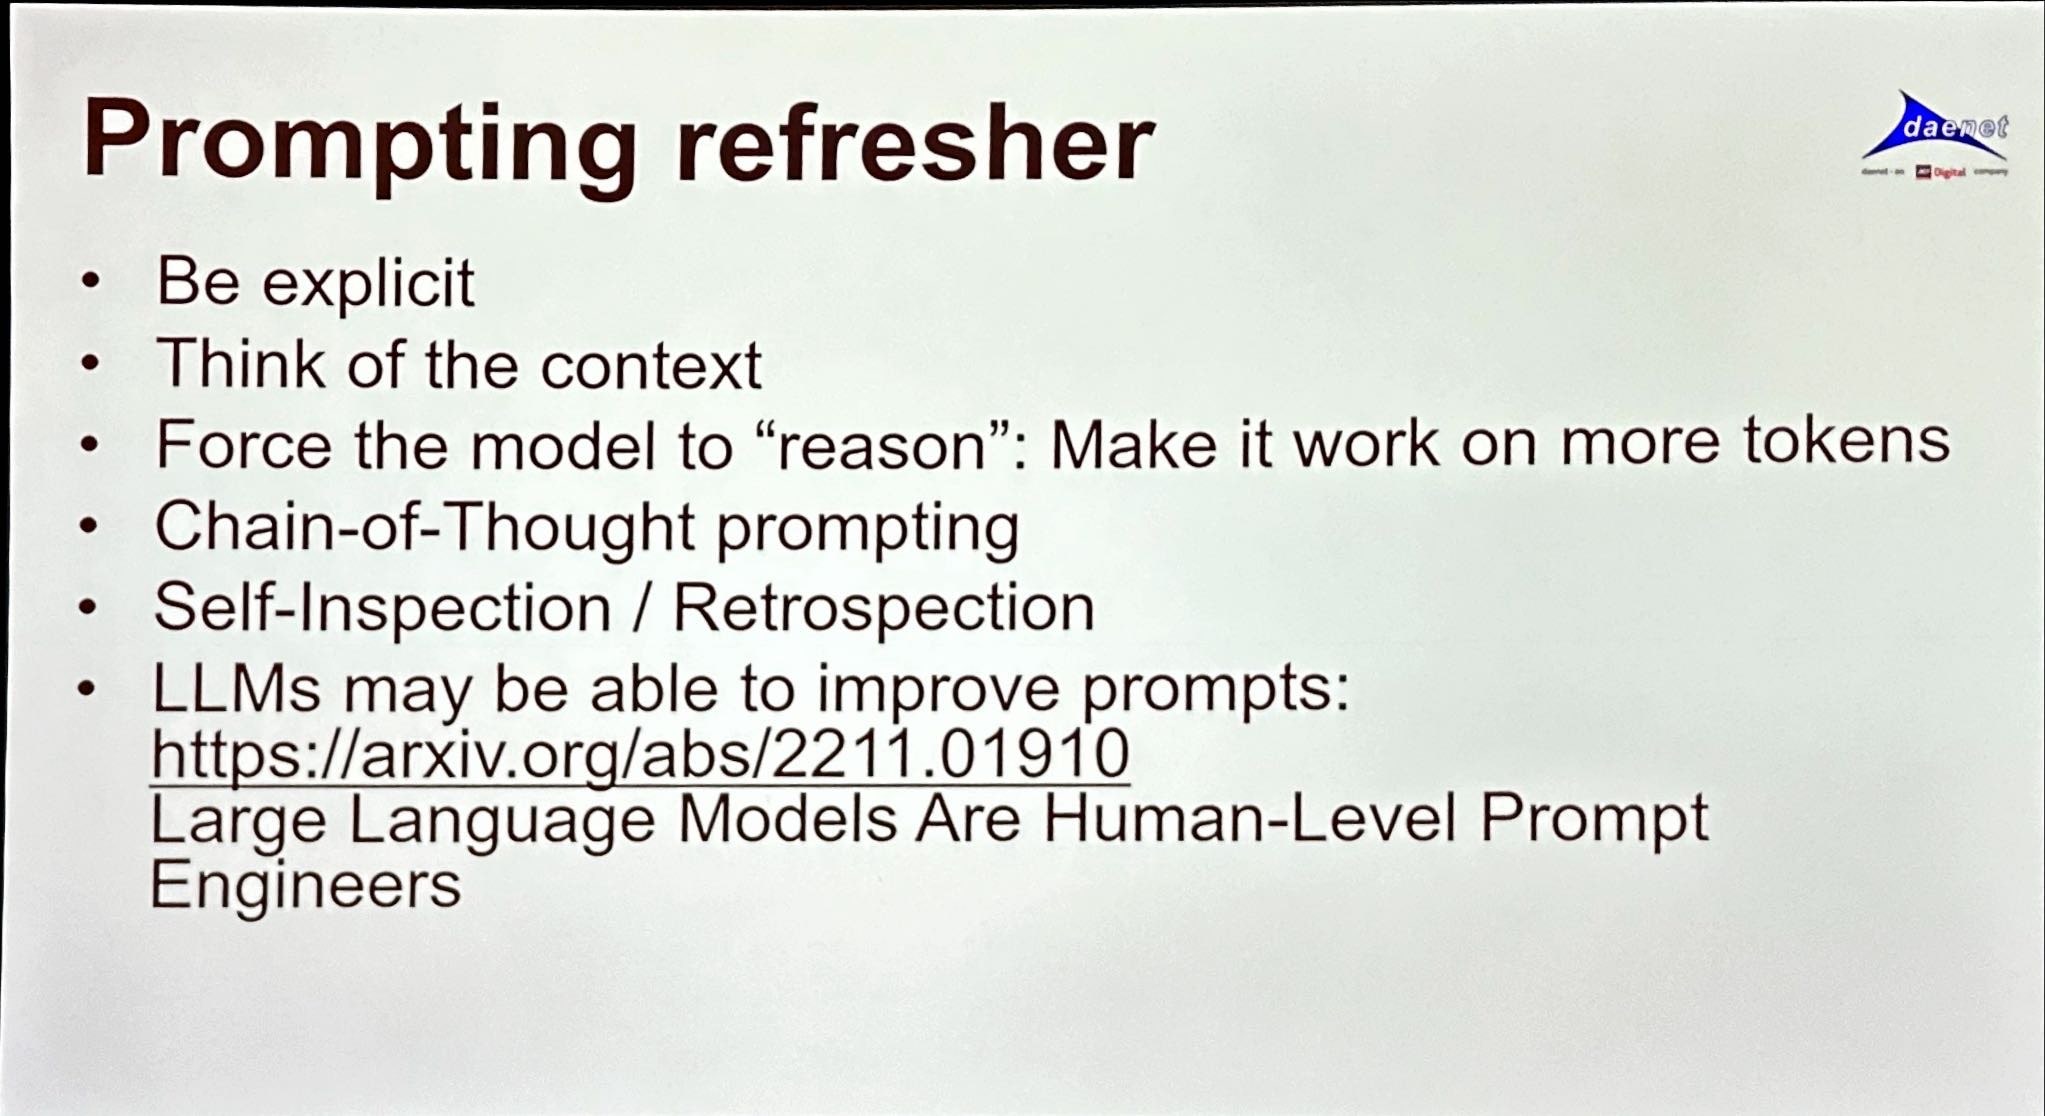 Prompting refresher
daenet
daenet - an ACP Digital company
• Be explicit
• Think of the context
• Force the model to “reason”: Make it work on more tokens
• Chain-of-Thought prompting
• Self-Inspection / Retrospection
• LLMs may be able to improve prompts:
https://arxiv.org/abs/2211.01910
Large Language Models Are Human-Level Prompt
Engineers